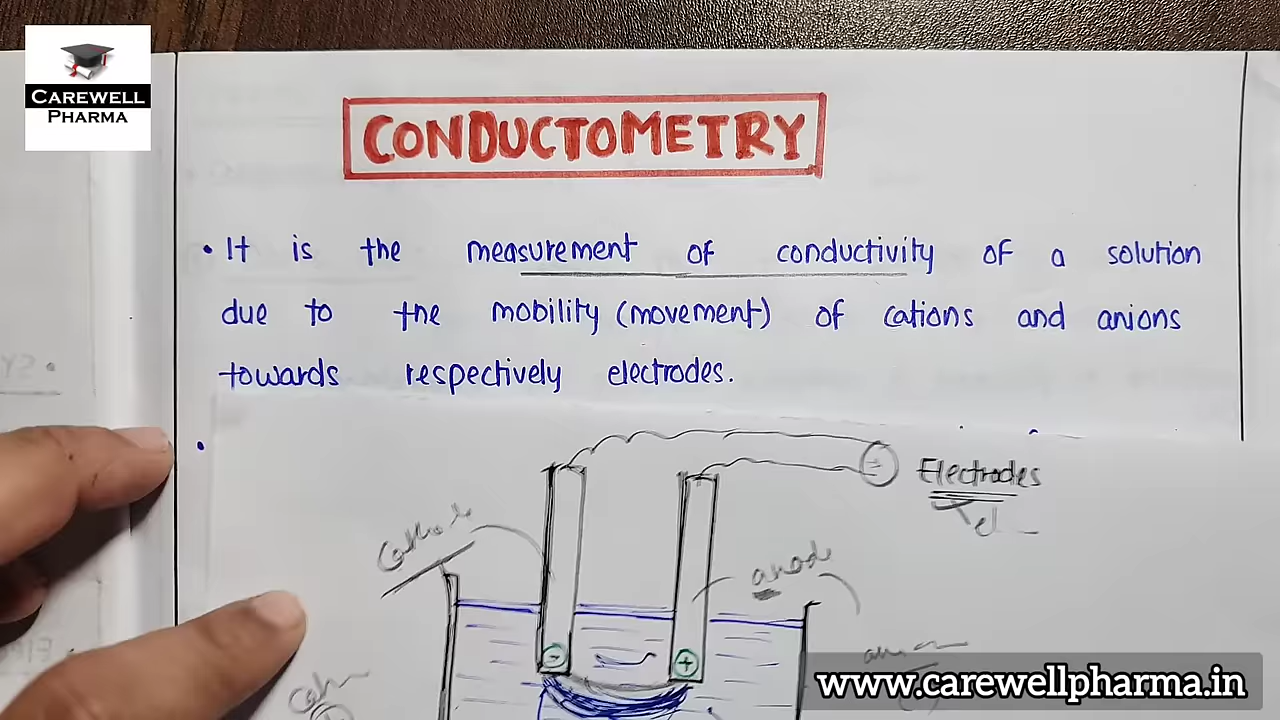 CAREWELL
PHARMA
CONDUCTOMETRY
• It is the measurement of conductivity of a solution
due to the mobility (movement) of cations and anions
towards respectively electrodes.
•
Electrodes
Cathode
anode
-
+
www.carewellpharma.in